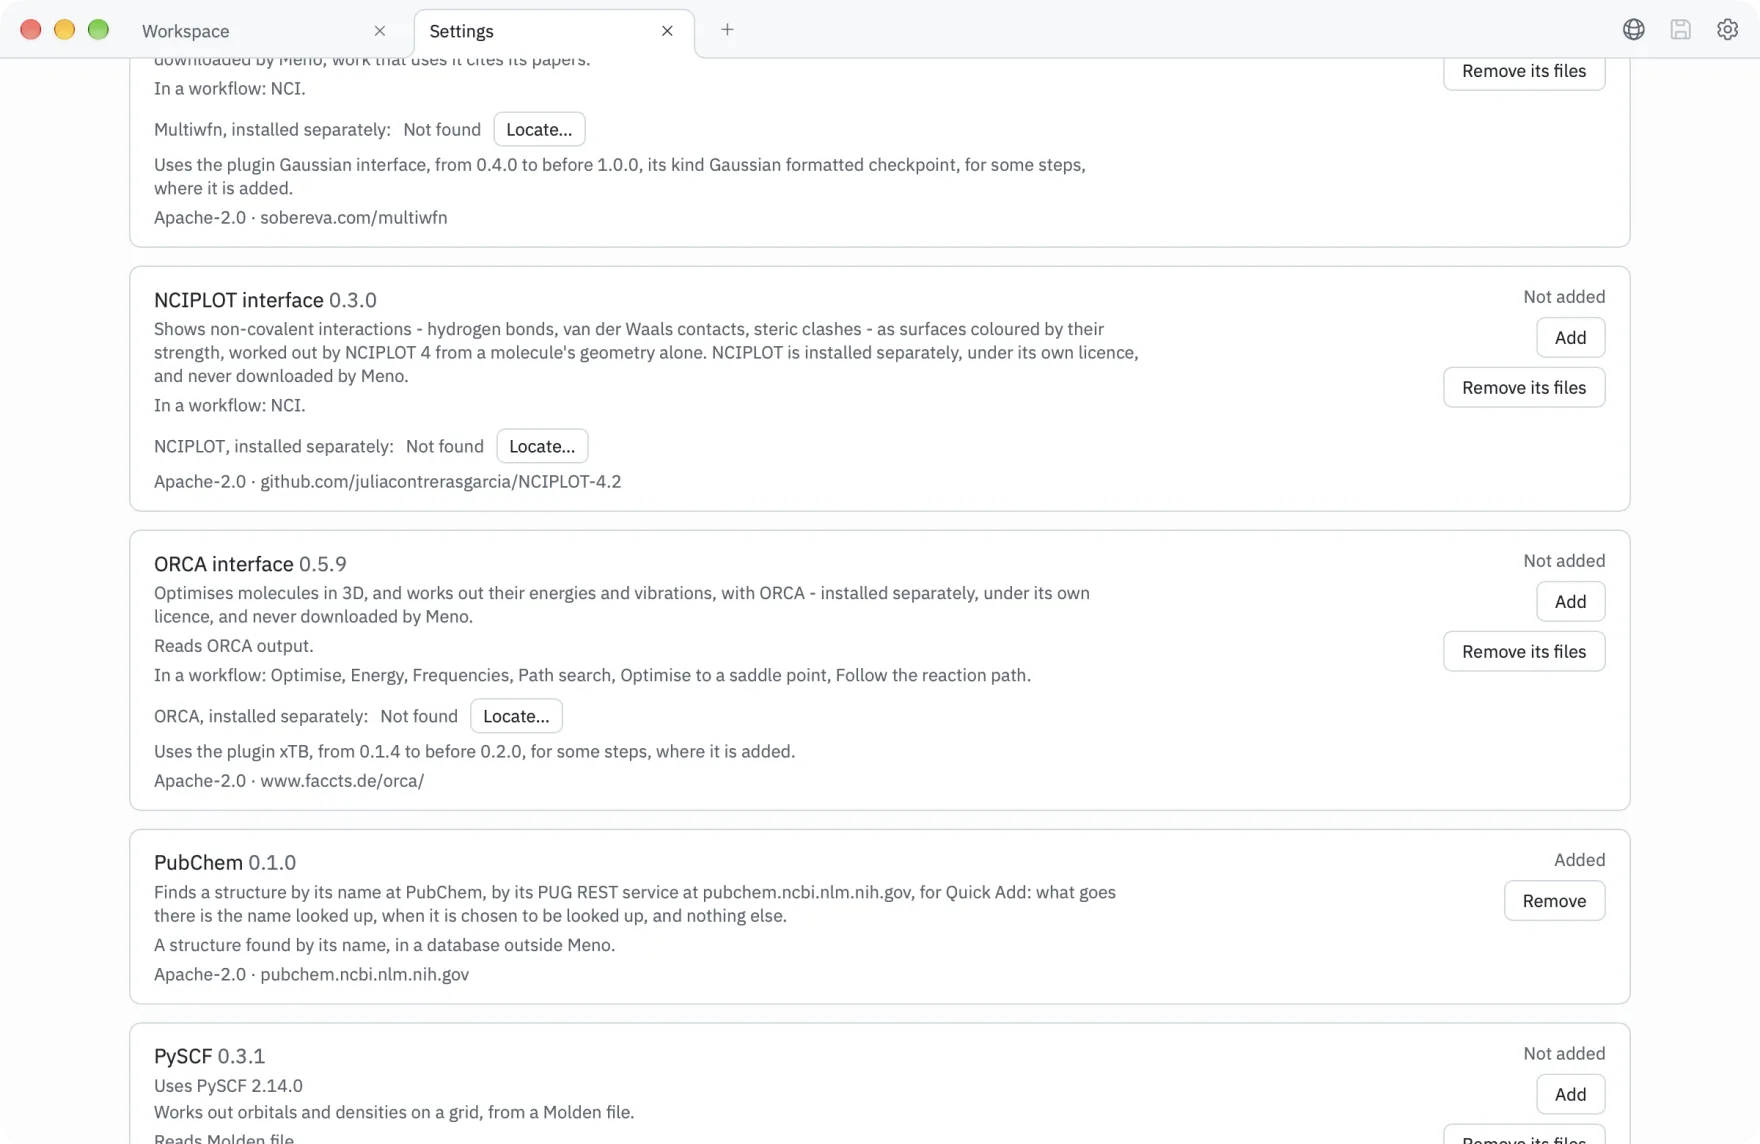 Workspace
Settings
downloaded by Meno, work that uses it cites its papers.
Remove its files
In a workflow: NCI.
Multiwfn, installed separately: Not found Locate...
Uses the plugin Gaussian interface, from 0.4.0 to before 1.0.0, its kind Gaussian formatted checkpoint, for some steps,
where it is added.
Apache-2.0 · sobereva.com/multiwfn
NCIPLOT interface 0.3.0
Not added
Shows non-covalent interactions - hydrogen bonds, van der Waals contacts, steric clashes - as surfaces coloured by their
strength, worked out by NCIPLOT 4 from a molecule's geometry alone. NCIPLOT is installed separately, under its own licence,
and never downloaded by Meno.
Add
Remove its files
In a workflow: NCI.
NCIPLOT, installed separately: Not found Locate...
Apache-2.0 · github.com/juliacontrerasgarcia/NCIPLOT-4.2
ORCA interface 0.5.9
Not added
Optimises molecules in 3D, and works out their energies and vibrations, with ORCA - installed separately, under its own
licence, and never downloaded by Meno.
Add
Reads ORCA output.
Remove its files
In a workflow: Optimise, Energy, Frequencies, Path search, Optimise to a saddle point, Follow the reaction path.
ORCA, installed separately: Not found Locate...
Uses the plugin xTB, from 0.1.4 to before 0.2.0, for some steps, where it is added.
Apache-2.0 · www.faccts.de/orca/
PubChem 0.1.0
Added
Finds a structure by its name at PubChem, by its PUG REST service at pubchem.ncbi.nlm.nih.gov, for Quick Add: what goes
there is the name looked up, when it is chosen to be looked up, and nothing else.
Remove
A structure found by its name, in a database outside Meno.
Apache-2.0 · pubchem.ncbi.nlm.nih.gov
PySCF 0.3.1
Not added
Uses PySCF 2.14.0
Add
Works out orbitals and densities on a grid, from a Molden file.
Reads Molden file
Remove its files